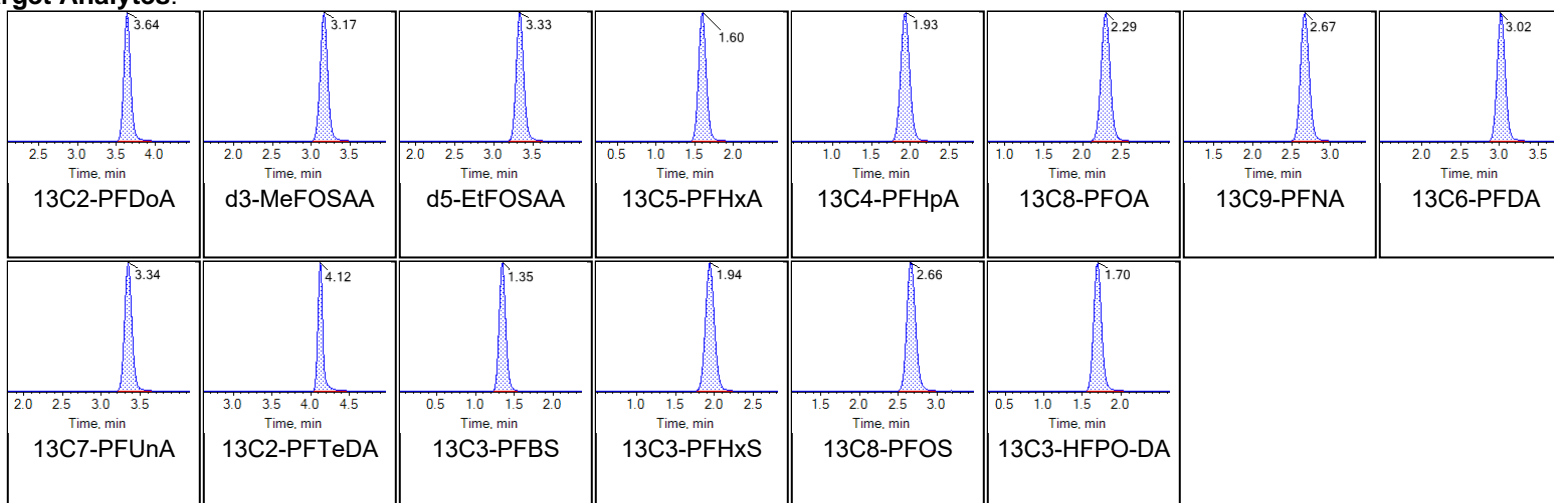 Target Analytes:
3.64 3.17 3.33 1.60 1.93 2.29 2.67 3.02
2.5 3.0 3.5 4.0 2.0 2.5 3.0 3.5 2.0 2.5 3.0 3.5 0.5 1.0 1.5 2.0 1.0 1.5 2.0 2.5 1.0 1.5 2.0 2.5 1.5 2.0 2.5 3.0 2.0 2.5 3.0 3.5
Time, min Time, min Time, min Time, min Time, min Time, min Time, min Time, min
13C2-PFDoA d3-MeFOSAA d5-EtFOSAA 13C5-PFHxA 13C4-PFHpA 13C8-PFOA 13C9-PFNA 13C6-PFDA
3.34 4.12 1.35 1.94 2.66 1.70
2.0 2.5 3.0 3.5 3.0 3.5 4.0 4.5 0.5 1.0 1.5 2.0 1.0 1.5 2.0 2.5 1.5 2.0 2.5 3.0 0.5 1.0 1.5 2.0
Time, min Time, min Time, min Time, min Time, min Time, min
13C7-PFUnA 13C2-PFTeDA 13C3-PFBS 13C3-PFHxS 13C8-PFOS 13C3-HFPO-DA